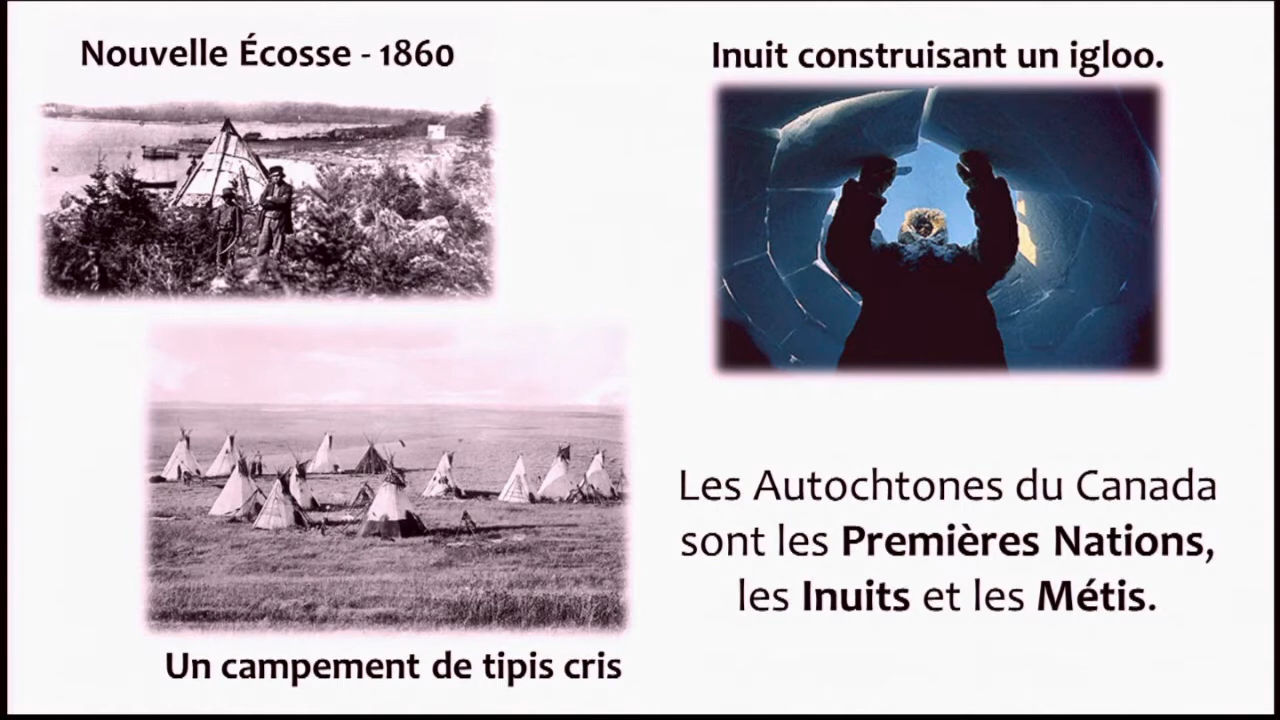 Nouvelle Écosse - 1860
Inuit construisant un igloo.
Les Autochtones du Canada
sont les Premières Nations,
les Inuits et les Métis.
Un campement de tipis cris